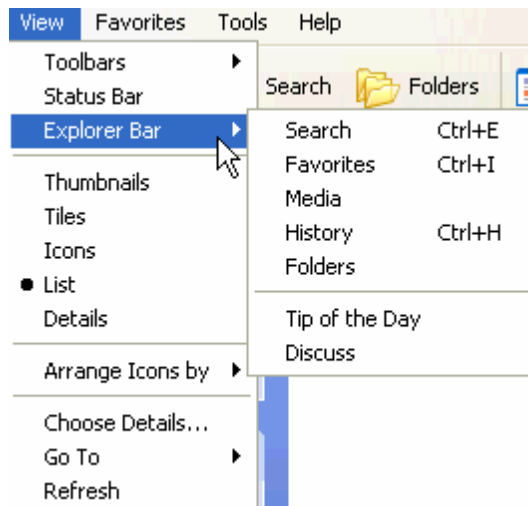 View Favorites Tools Help
Search Folders
Toolbars
Status Bar
Explorer Bar
Thumbnails
Tiles
Icons
List
Details
Arrange Icons by
Choose Details...
Go To
Refresh
Search Ctrl+E
Favorites Ctrl+I
Media
History Ctrl+H
Folders
Tip of the Day
Discuss